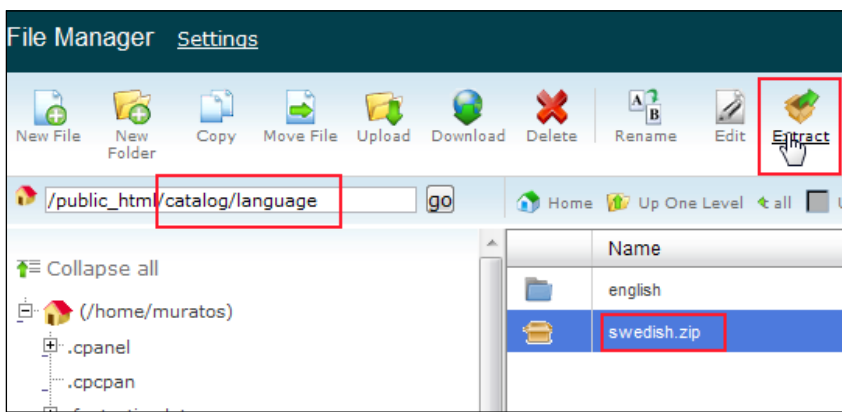 File Manager Settings
New File
New Folder
Copy
Move File
Upload
Download
Delete
Rename
Edit
Extract
/public_html/catalog/language
go
Home
Up One Level
all
Collapse all
(/home/muratos)
.cpanel
.cpcpan
Name
english
swedish.zip